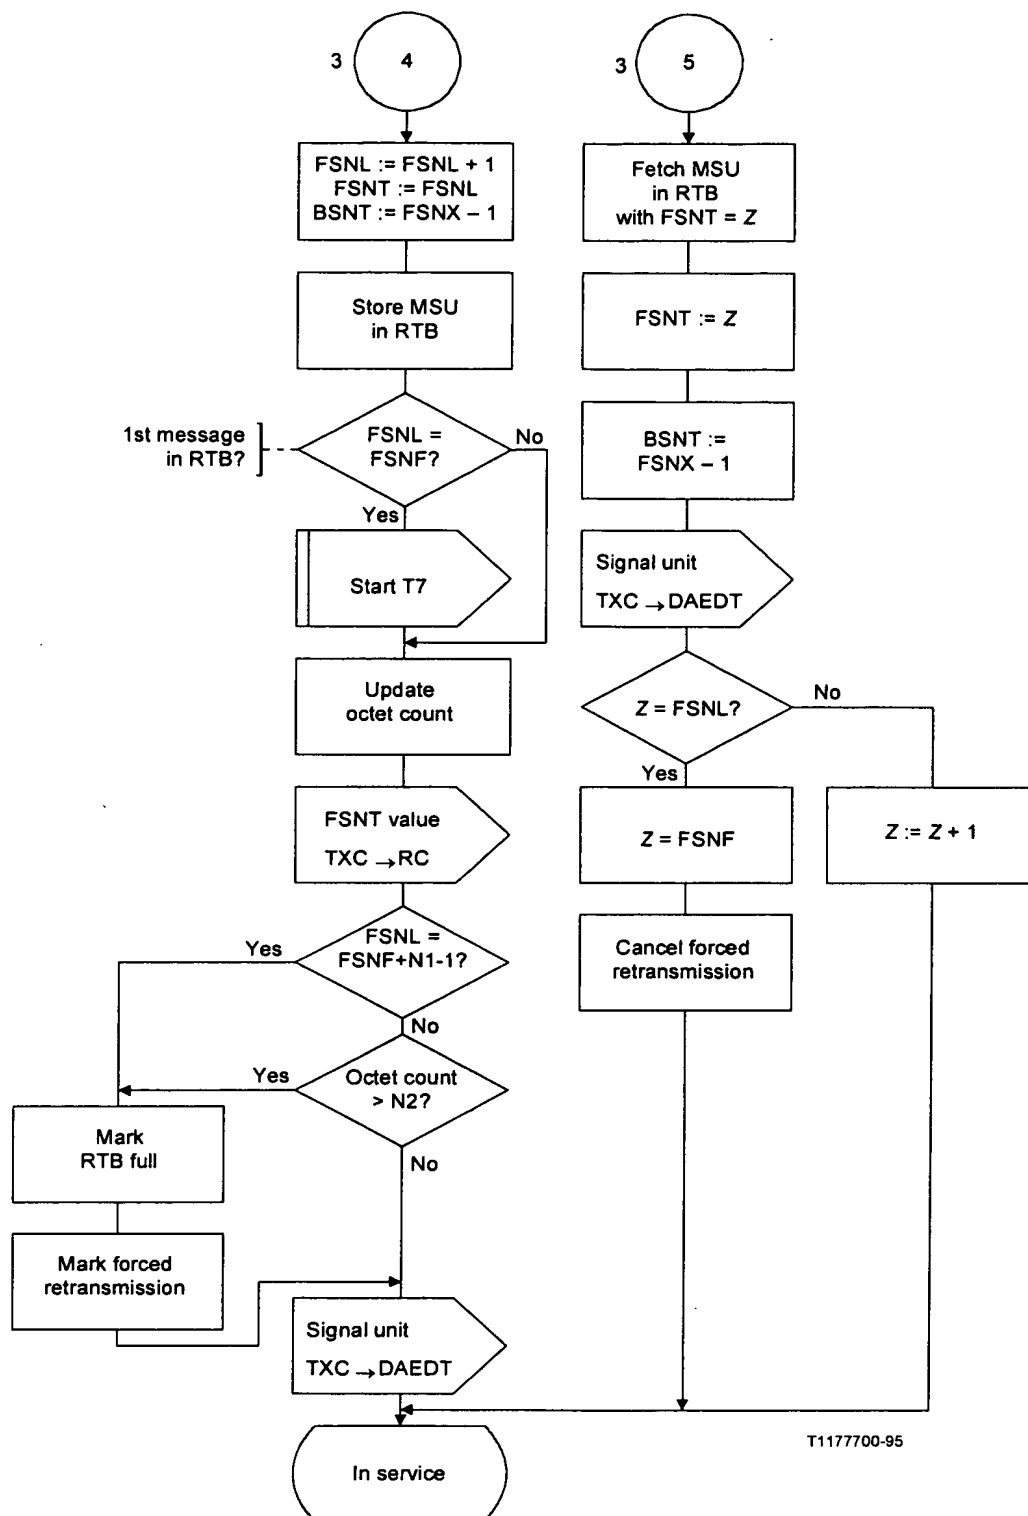 3
4
FSNL := FSNL + 1
FSNT := FSNL
BSNT := FSNX – 1
Store MSU
in RTB
1st message
in RTB?
FSNL =
FSNF?
No
Yes
Start T7
Update
octet count
FSNT value
TXC → RC
FSNL =
FSNF+N1-1?
Yes
No
Octet count
> N2?
Yes
No
Mark
RTB full
Mark forced
retransmission
Signal unit
TXC → DAEDT
In service
3
5
Fetch MSU
in RTB
with FSNT = Z
FSNT := Z
BSNT :=
FSNX – 1
Signal unit
TXC → DAEDT
Z = FSNL?
No
Yes
Z = FSNF
Z := Z + 1
Cancel forced
retransmission
T1177700-95